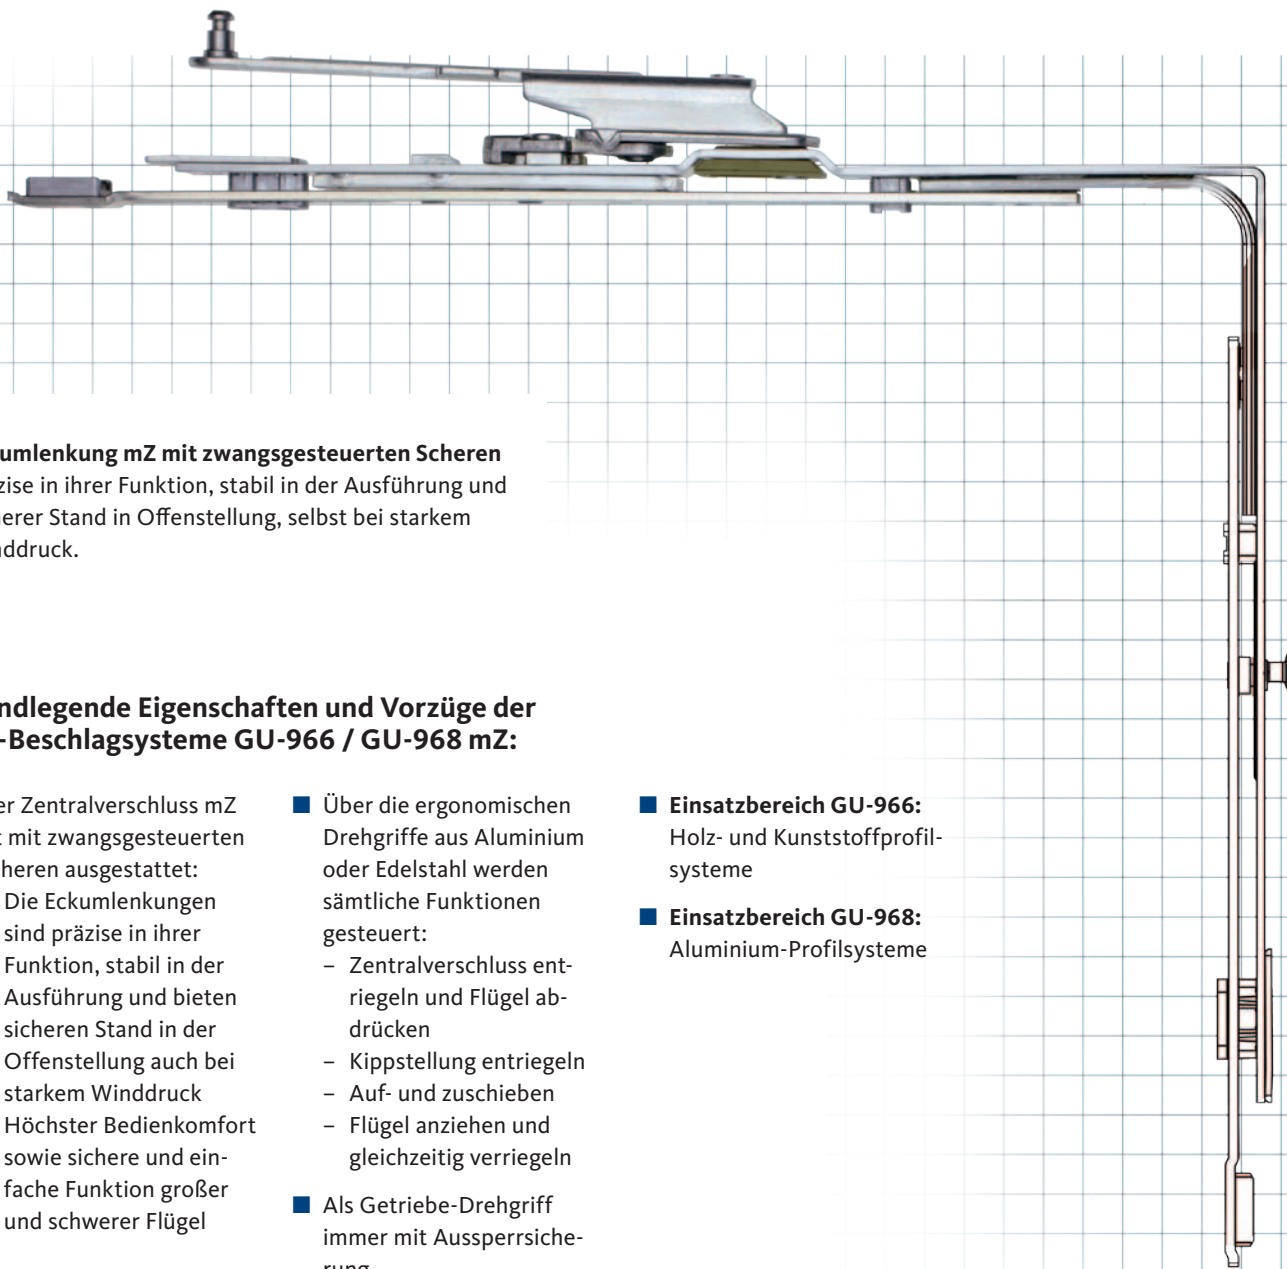 umlenkung mZ mit zwangsgesteuerten Scheren
zise in ihrer Funktion, stabil in der Ausführung und
erer Stand in Offenstellung, selbst bei starkem
ddruck.
ndlegende Eigenschaften und Vorzüge der
-Beschlagsysteme GU-966 / GU-968 mZ:
er Zentralverschluss mZ
t mit zwangsgesteuerten
heren ausgestattet:
Die Eckumlenkungen
sind präzise in ihrer
Funktion, stabil in der
Ausführung und bieten
sicheren Stand in der
Offenstellung auch bei
starkem Winddruck
Höchster Bedienkomfort
sowie sichere und ein-
fache Funktion großer
und schwerer Flügel
■ Über die ergonomischen
Drehgriffe aus Aluminium
oder Edelstahl werden
sämtliche Funktionen
gesteuert:
– Zentralverschluss ent-
riegeln und Flügel ab-
drücken
– Kippstellung entriegeln
– Auf- und zuschieben
– Flügel anziehen und
gleichzeitig verriegeln
■ Als Getriebe-Drehgriff
immer mit Aussperrsiche-
rung
■ Einsatzbereich GU-966:
Holz- und Kunststoffprofil-
systeme
■ Einsatzbereich GU-968:
Aluminium-Profilsysteme